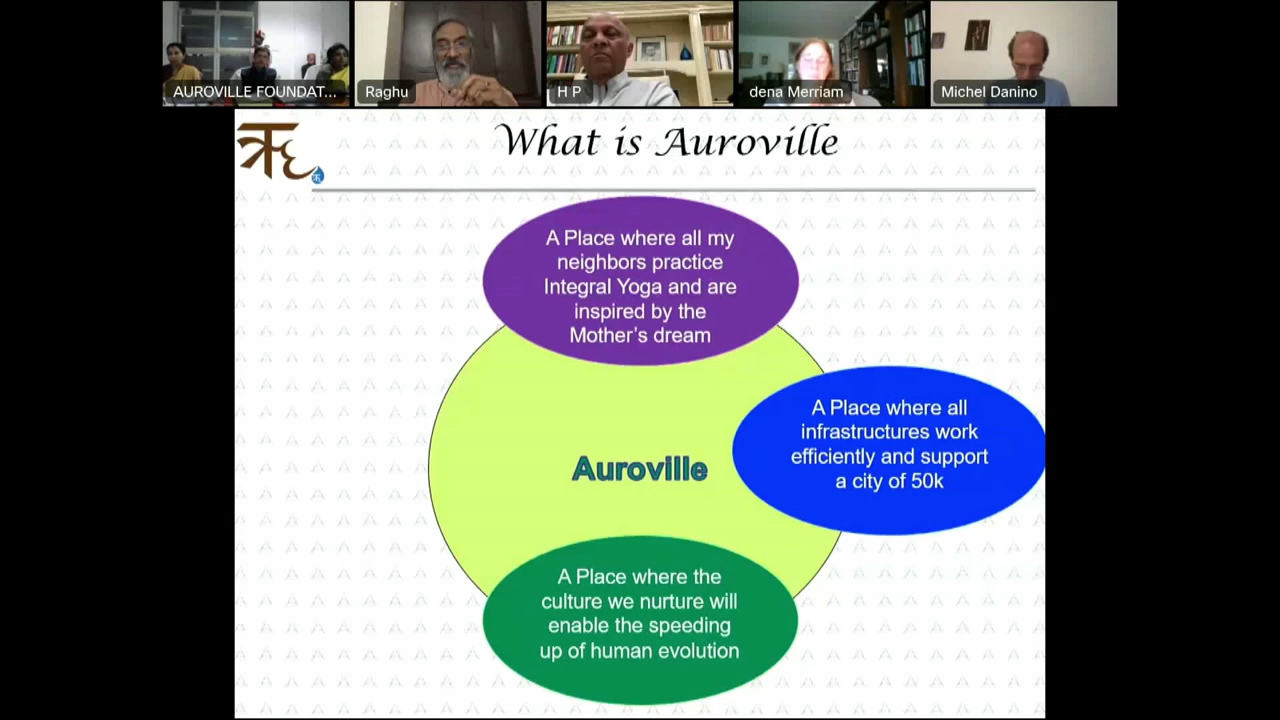 AUROVILLE FOUNDAT...
Raghu
H P
dena Merriam
Michel Danino
What is Auroville
A Place where all my
neighbors practice
Integral Yoga and are
inspired by the
Mother's dream
A Place where all
infrastructures work
efficiently and support
a city of 50k
Auroville
A Place where the
culture we nurture will
enable the speeding
up of human evolution